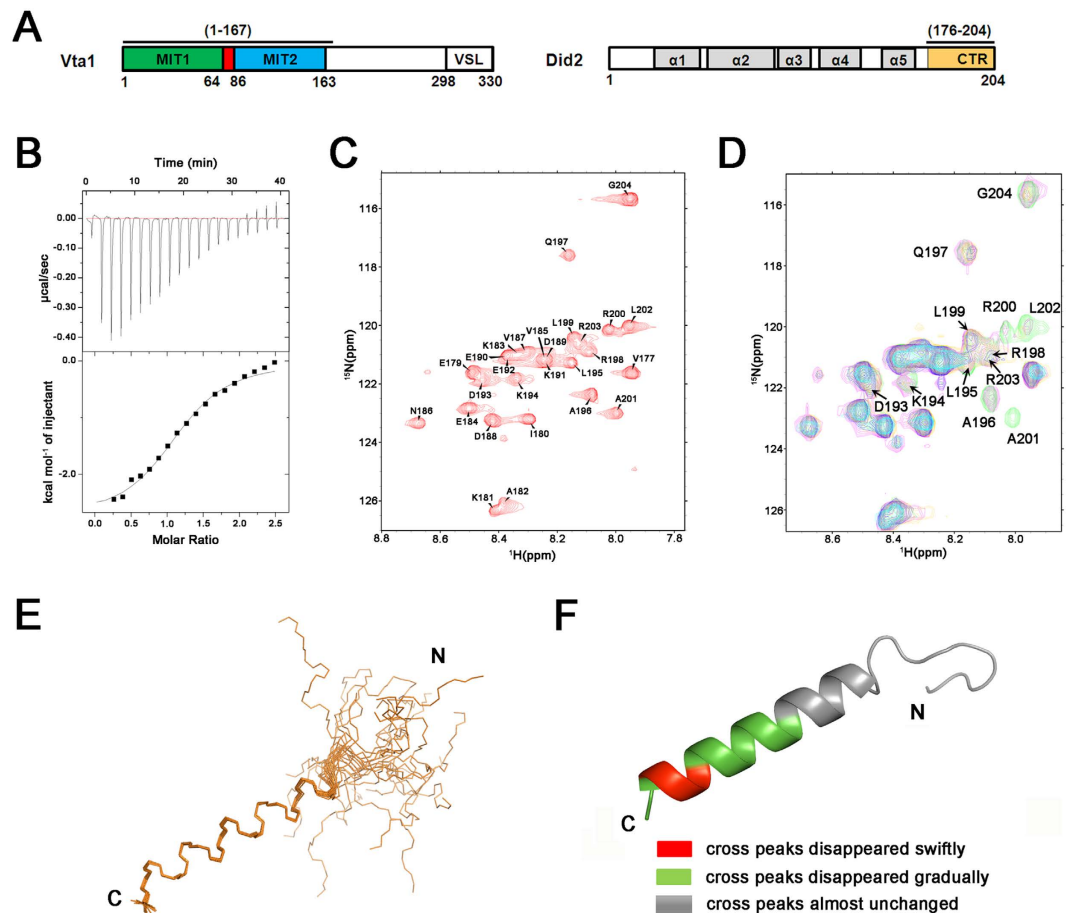 A
(1-167)
Vta1 MIT1 MIT2 VSL
1 64 86 163 298 330
(176-204)
Did2 α1 α2 α3 α4 α5 CTR
1 204
B
Time (min)
0 10 20 30 40
0.00
-0.10
-0.20
-0.30
-0.40
µcal/sec
0.0
-2.0
kcal mol⁻¹ of injectant
0.0 0.5 1.0 1.5 2.0 2.5
Molar Ratio
C
G204
Q197
L199 R200 L202
V185 R203
V187 D189
K183 R198
E190 V177
E179 E192 K191 L195
D193 K194
A196
N186 A201
E184
D188 I180
K181 A182
116
118
120
122
124
126
¹⁵N(ppm)
8.8 8.6 8.4 8.2 8.0 7.8
¹H(ppm)
D
G204
Q197
L199 R200 L202
R198
L195 R203
D193 K194
A196
A201
116
118
120
122
124
126
¹⁵N(ppm)
8.8 8.6 8.4 8.2 8.0
¹H(ppm)
E
N
C
F
N
C
cross peaks disappeared swiftly
cross peaks disappeared gradually
cross peaks almost unchanged